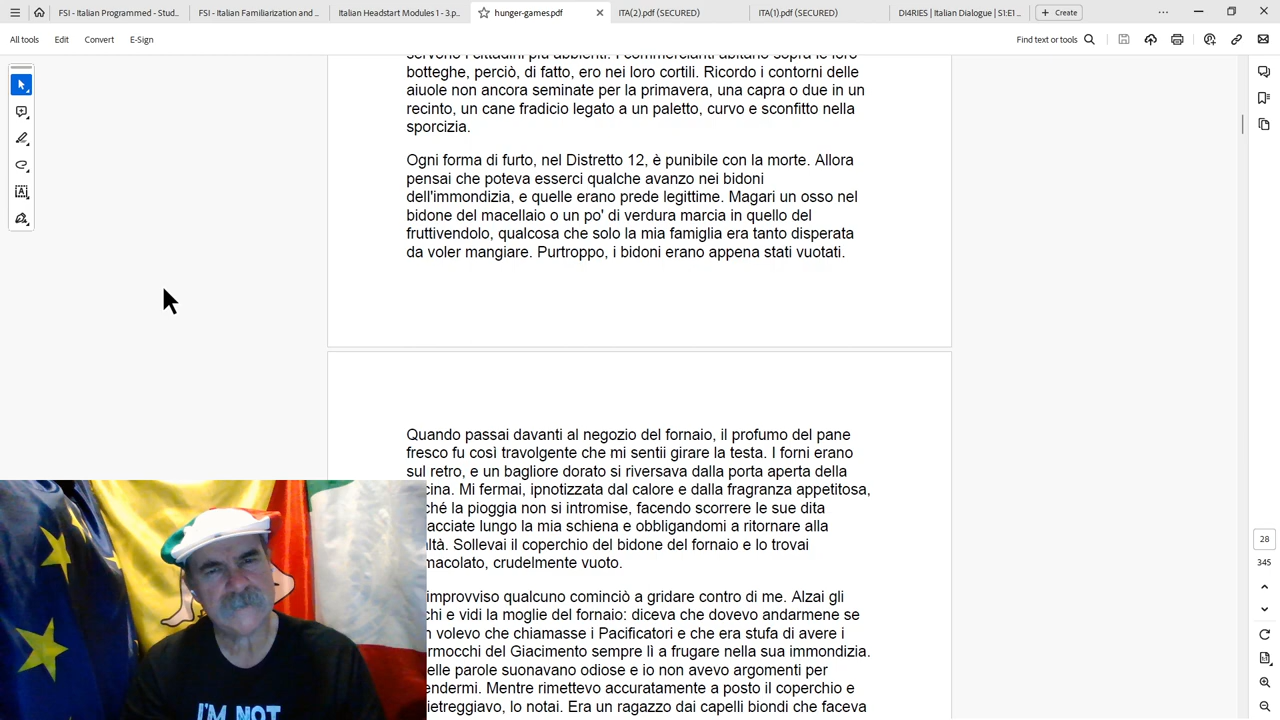 FSI - Italian Programmed - Stud...
FSI - Italian Familiarization and ...
Italian Headstart Modules 1 - 3.p...
hunger-games.pdf
ITA(2).pdf (SECURED)
ITA(1).pdf (SECURED)
DI4RIES | Italian Dialogue | S1:E1 ...
+ Create
All tools Edit Convert E-Sign
Find text or tools
botteghe, perciò, di fatto, ero nei loro cortili. Ricordo i contorni delle
aiuole non ancora seminate per la primavera, una capra o due in un
recinto, un cane fradicio legato a un paletto, curvo e sconfitto nella
sporcizia.
Ogni forma di furto, nel Distretto 12, è punibile con la morte. Allora
pensai che poteva esserci qualche avanzo nei bidoni
dell'immondizia, e quelle erano prede legittime. Magari un osso nel
bidone del macellaio o un po' di verdura marcia in quello del
fruttivendolo, qualcosa che solo la mia famiglia era tanto disperata
da voler mangiare. Purtroppo, i bidoni erano appena stati vuotati.
Quando passai davanti al negozio del fornaio, il profumo del pane
fresco fu così travolgente che mi sentii girare la testa. I forni erano
sul retro, e un bagliore dorato si riversava dalla porta aperta della
cina. Mi fermai, ipnotizzata dal calore e dalla fragranza appetitosa,
ché la pioggia non si intromise, facendo scorrere le sue dita
acciate lungo la mia schiena e obbligandomi a ritornare alla
ltà. Sollevai il coperchio del bidone del fornaio e lo trovai
macolato, crudelmente vuoto.
improvviso qualcuno cominciò a gridare contro di me. Alzai gli
chi e vidi la moglie del fornaio: diceva che dovevo andarmene se
n volevo che chiamasse i Pacificatori e che era stufa di avere i
rmocchi del Giacimento sempre lì a frugare nella sua immondizia.
elle parole suonavano odiose e io non avevo argomenti per
endermi. Mentre rimettevo accuratamente a posto il coperchio e
ietreggiavo, lo notai. Era un ragazzo dai capelli biondi che faceva
28
345
I'M NOT